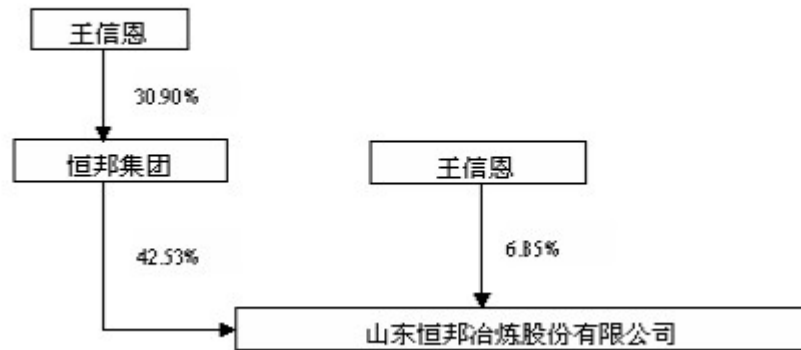 王信恩
30.90%
恒邦集团
王信恩
42.53%
6.85%
山东恒邦冶炼股份有限公司